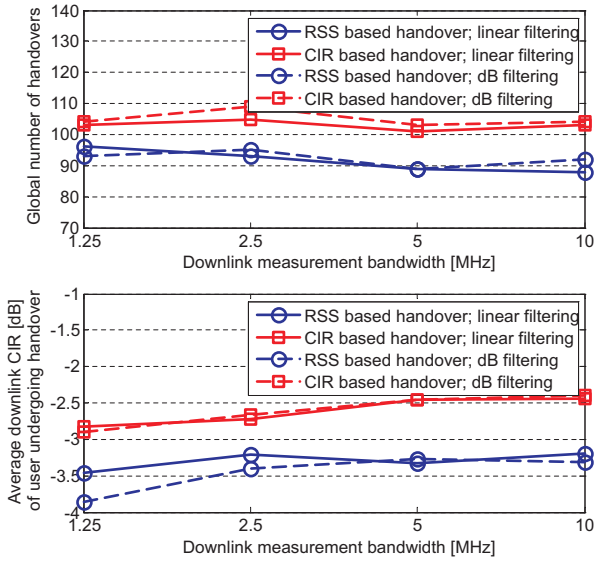 140
130
120
110
100
90
80
70
Global number of handovers
RSS based handover; linear filtering
CIR based handover; linear filtering
RSS based handover; dB filtering
CIR based handover; dB filtering
1.25
2.5
5
10
Downlink measurement bandwidth [MHz]
-1
-1.5
-2
-2.5
-3
-3.5
-4
Average downlink CIR [dB]
of user undergoing handover
RSS based handover; linear filtering
CIR based handover; linear filtering
RSS based handover; dB filtering
CIR based handover; dB filtering
1.25
2.5
5
10
Downlink measurement bandwidth [MHz]